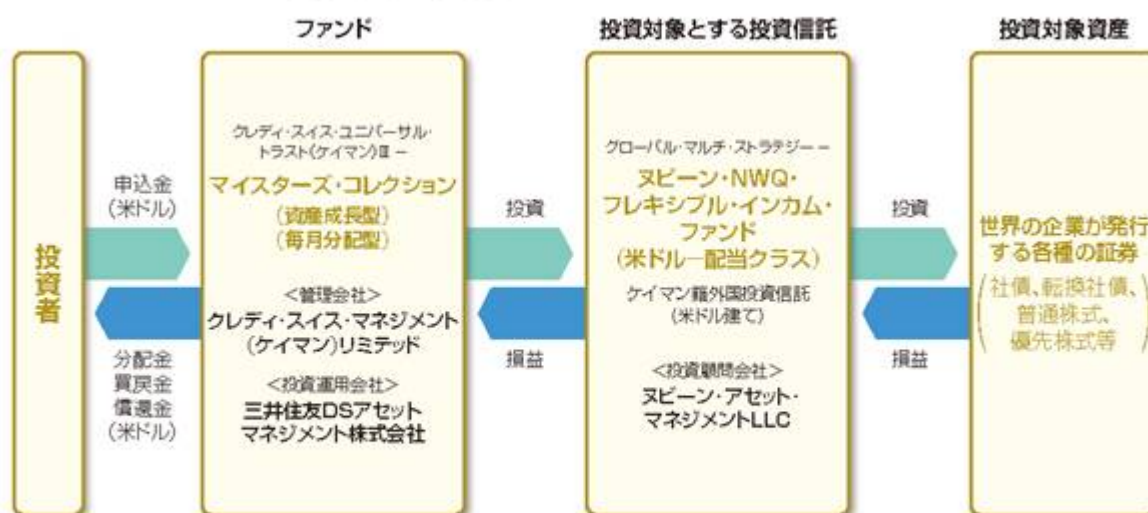 ファンド
投資対象とする投資信託
投資対象資産
投資者
申込金
(米ドル)
分配金
買戻金
償還金
(米ドル)
クレディ・スイス・ユニバーサル・
トラスト(ケイマン)Ⅲ －
マイスターズ・コレクション
(資産成長型)
(毎月分配型)
<管理会社>
クレディ・スイス・マネジメント
(ケイマン)リミテッド
<投資運用会社>
三井住友DSアセット
マネジメント株式会社
投資
損益
グローバル・マルチ・ストラテジー －
ヌビーン・NWQ・
フレキシブル・インカム・
ファンド
(米ドル―配当クラス)
ケイマン籍外国投資信託
(米ドル建て)
<投資顧問会社>
ヌビーン・アセット・
マネジメントLLC
投資
損益
世界の企業が発行
する各種の証券
(社債、転換社債、
普通株式、
優先株式等)